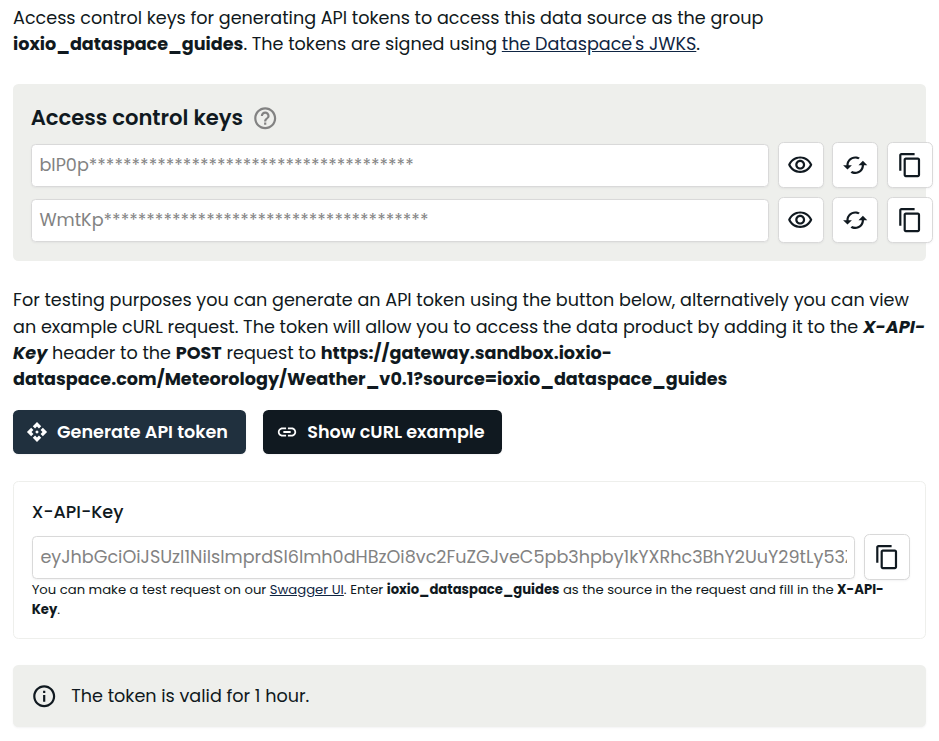 Access control keys for generating API tokens to access this data source as the group
ioxio_dataspace_guides. The tokens are signed using the Dataspace's JWKS.
Access control keys
blP0p**************************************
WmtKp**************************************
For testing purposes you can generate an API token using the button below, alternatively you can view
an example cURL request. The token will allow you to access the data product by adding it to the X-API-
Key header to the POST request to https://gateway.sandbox.ioxio-
dataspace.com/Meteorology/Weather_v0.1?source=ioxio_dataspace_guides
Generate API token
Show cURL example
X-API-Key
eyJhbGciOiJSUzI1NiIsImprdSI6Imh0dHBzOi8vc2FuZGJveC5pb3hpby1kYXRhc3BhY2UuY29tLy53
You can make a test request on our Swagger UI. Enter ioxio_dataspace_guides as the source in the request and fill in the X-API-
Key.
The token is valid for 1 hour.